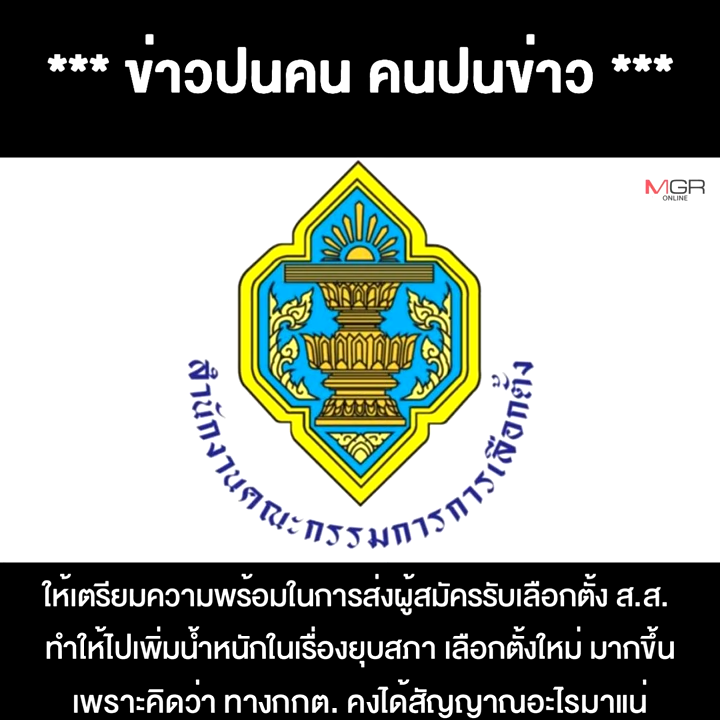 *** ข่าวปนคน คนปนข่าว ***
MGR
ONLINE
สำนักงานคณะกรรมการการเลือกตั้ง
ให้เตรียมความพร้อมในการส่งผู้สมัครรับเลือกตั้ง ส.ส.
ทำให้ไปเพิ่มน้ำหนักในเรื่องยุบสภา เลือกตั้งใหม่ มากขึ้น
เพราะคิดว่า ทางกกต. คงได้สัญญาณอะไรมาแน่